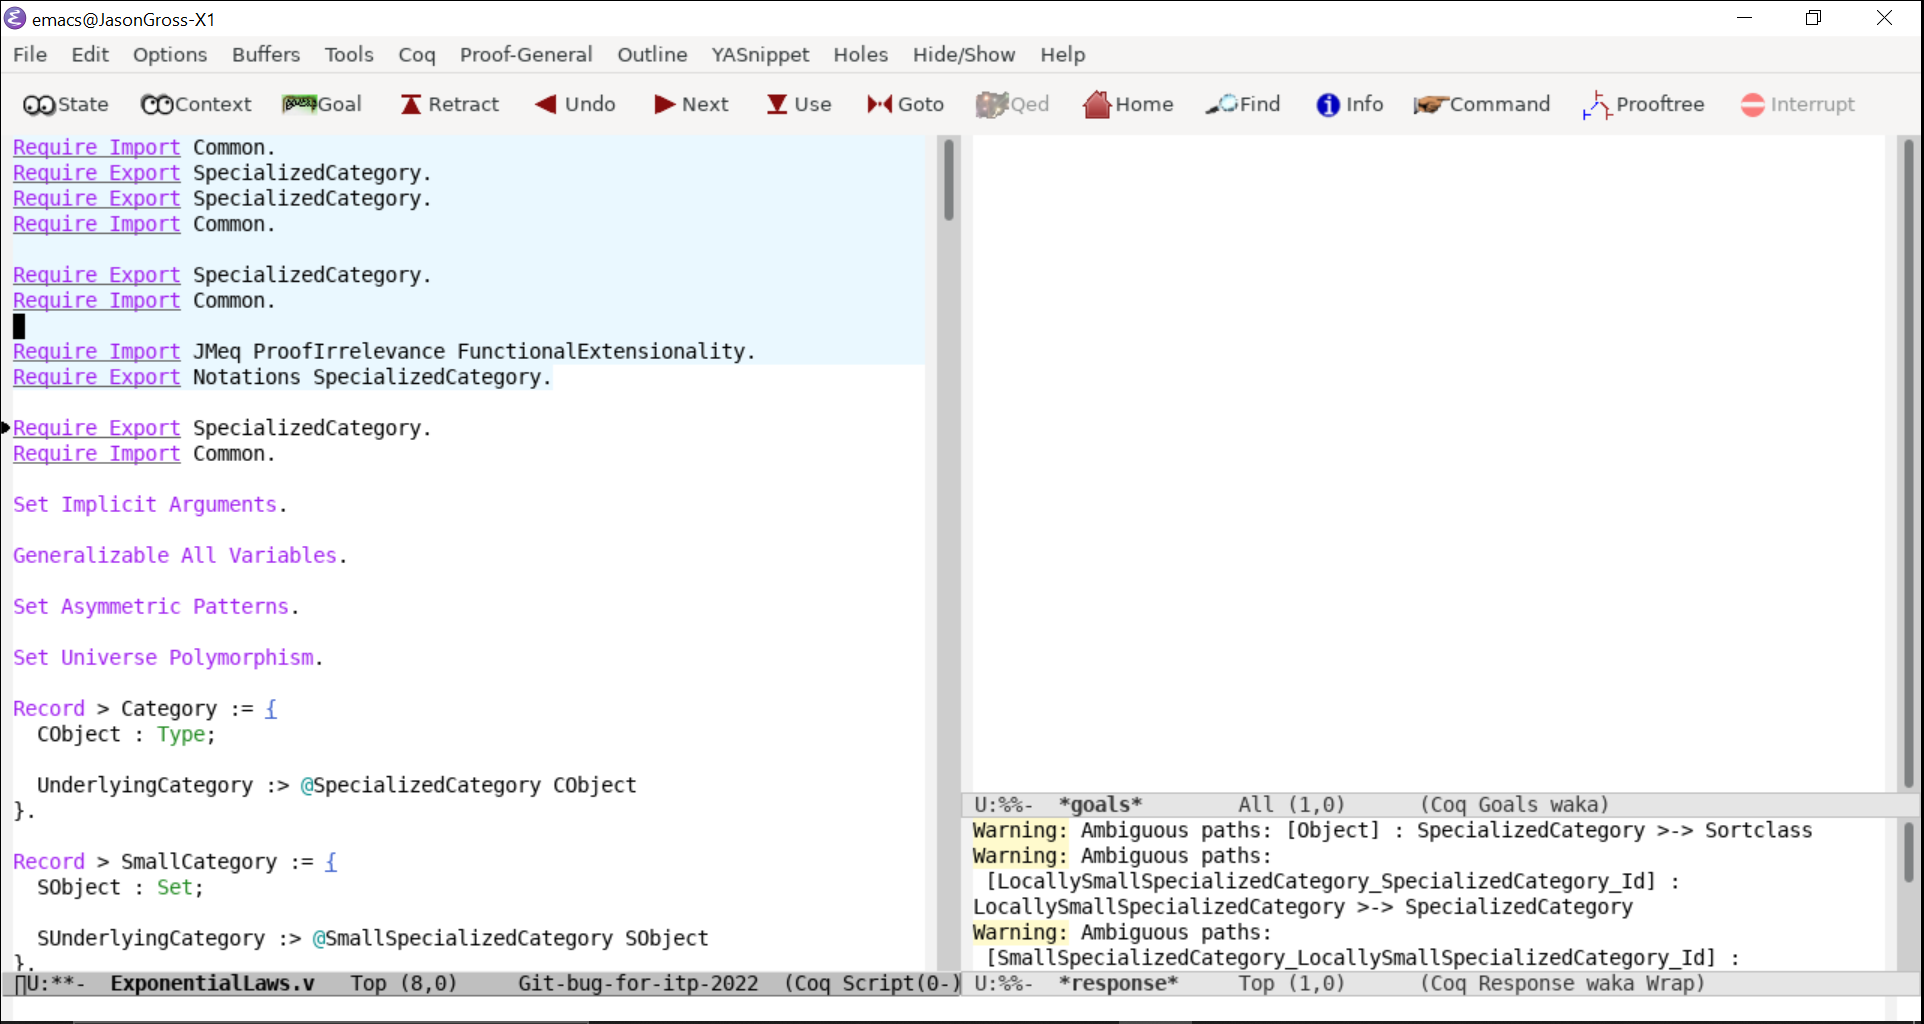 emacs@JasonGross-X1
File Edit Options Buffers Tools Coq Proof-General Outline YASnippet Holes Hide/Show Help
State Context Goal Retract Undo Next Use Goto Qed Home Find Info Command Prooftree Interrupt
Require Import Common.
Require Export SpecializedCategory.
Require Export SpecializedCategory.
Require Import Common.
Require Export SpecializedCategory.
Require Import Common.
Require Import JMeq ProofIrrelevance FunctionalExtensionality.
Require Export Notations SpecializedCategory.
Require Export SpecializedCategory.
Require Import Common.
Set Implicit Arguments.
Generalizable All Variables.
Set Asymmetric Patterns.
Set Universe Polymorphism.
Record > Category := {
  CObject : Type;
  UnderlyingCategory :> @SpecializedCategory CObject
}.
Record > SmallCategory := {
  SObject : Set;
  SUnderlyingCategory :> @SmallSpecializedCategory SObject
}.
U:**-  ExponentialLaws.v   Top (8,0)     Git-bug-for-itp-2022  (Coq Script(0-)
U:%%-  *goals*        All (1,0)      (Coq Goals waka)
Warning: Ambiguous paths: [Object] : SpecializedCategory >-> Sortclass
Warning: Ambiguous paths:
 [LocallySmallSpecializedCategory_SpecializedCategory_Id] :
LocallySmallSpecializedCategory >-> SpecializedCategory
Warning: Ambiguous paths:
 [SmallSpecializedCategory_LocallySmallSpecializedCategory_Id] :
U:%%-  *response*     Top (1,0)      (Coq Response waka Wrap)